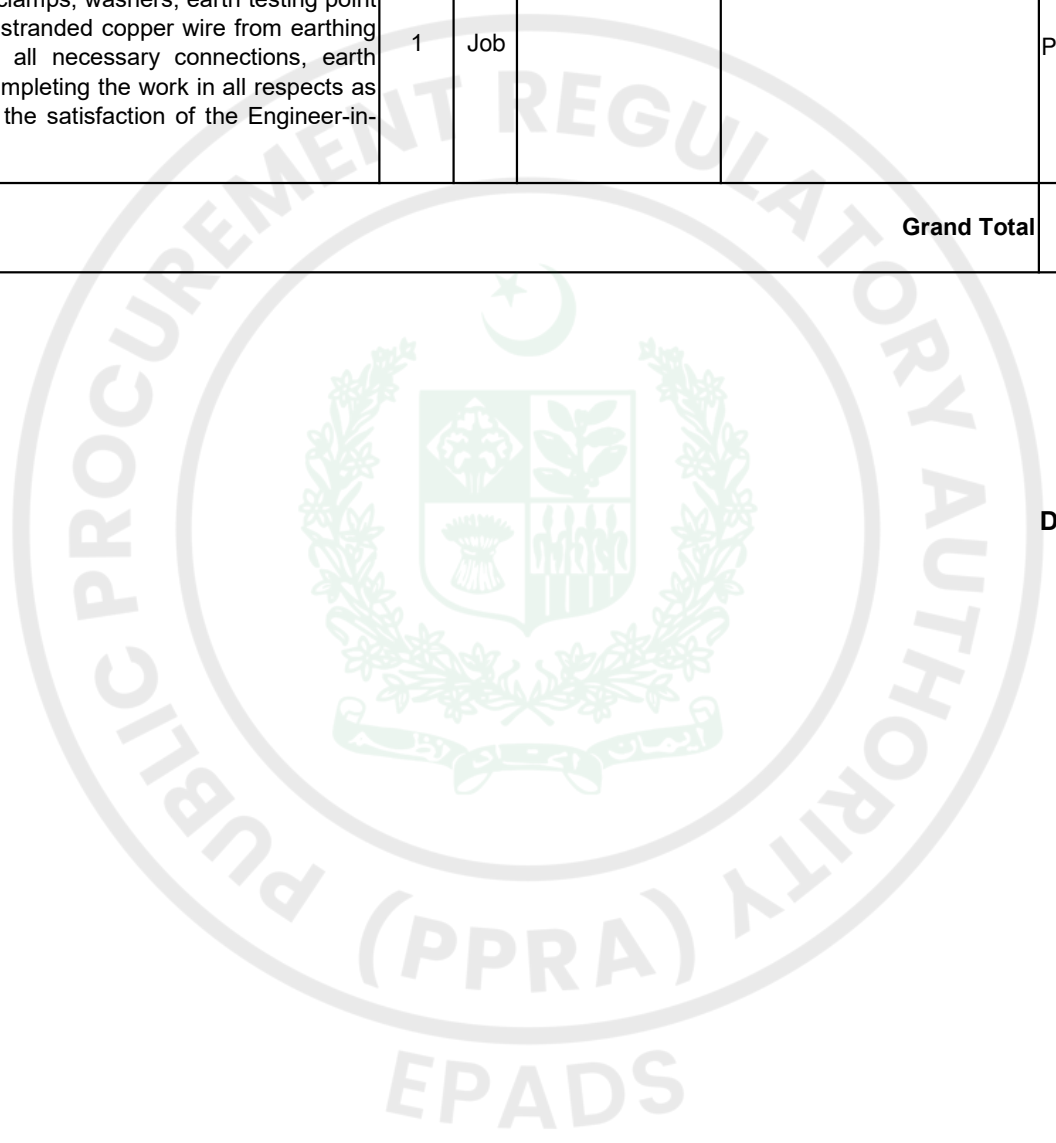 clamps, washers, earth testing point
stranded copper wire from earthing
all necessary connections, earth
mpleting the work in all respects as
the satisfaction of the Engineer-in-
1
Job
P
Grand Total
D
PUBLIC PROCUREMENT REGULATORY AUTHORITY
(PPRA)
EPADS